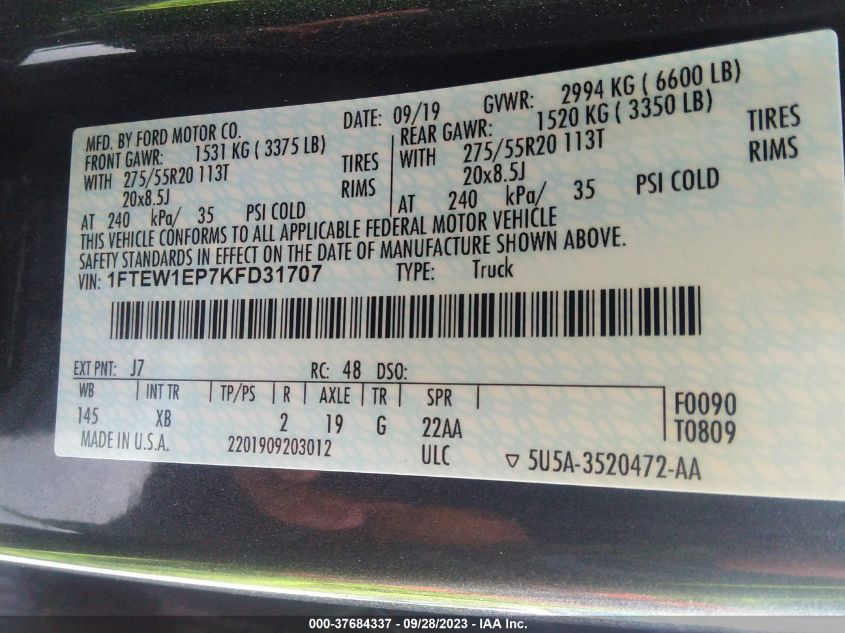 MFD. BY FORD MOTOR CO.
DATE: 09/19 GVWR: 2994 KG ( 6600 LB)
FRONT GAWR: 1531 KG ( 3375 LB)
WITH 275/55R20 113T TIRES
20x8.5J RIMS
AT 240 kPa/ 35 PSI COLD
REAR GAWR: 1520 KG ( 3350 LB)
WITH 275/55R20 113T TIRES
20x8.5J RIMS
AT 240 kPa/ 35 PSI COLD
THIS VEHICLE CONFORMS TO ALL APPLICABLE FEDERAL MOTOR VEHICLE
SAFETY STANDARDS IN EFFECT ON THE DATE OF MANUFACTURE SHOWN ABOVE.
VIN: 1FTEW1EP7KFD31707 TYPE: Truck
EXT PNT: J7 RC: 48 DSO:
WB INT TR TP/PS R AXLE TR SPR
145 XB 2 19 G 22AA
F0090
T0809
MADE IN U.S.A. 2201909203012 ULC ▽ 5U5A-3520472-AA
000-37684337 - 09/28/2023 - IAA Inc.